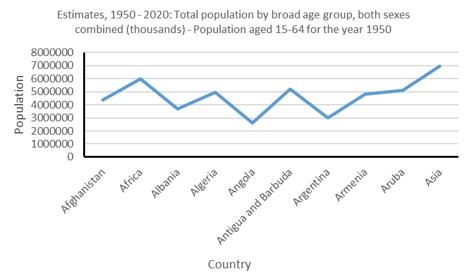 Estimates, 1950 - 2020: Total population by broad age group, both sexes
combined (thousands) - Population aged 15-64 for the year 1950
8000000
7000000
6000000
5000000
4000000
3000000
2000000
1000000
0
Population
Afghanistan
Africa
Albania
Algeria
Angola
Antigua and Barbuda
Argentina
Armenia
Aruba
Asia
Country